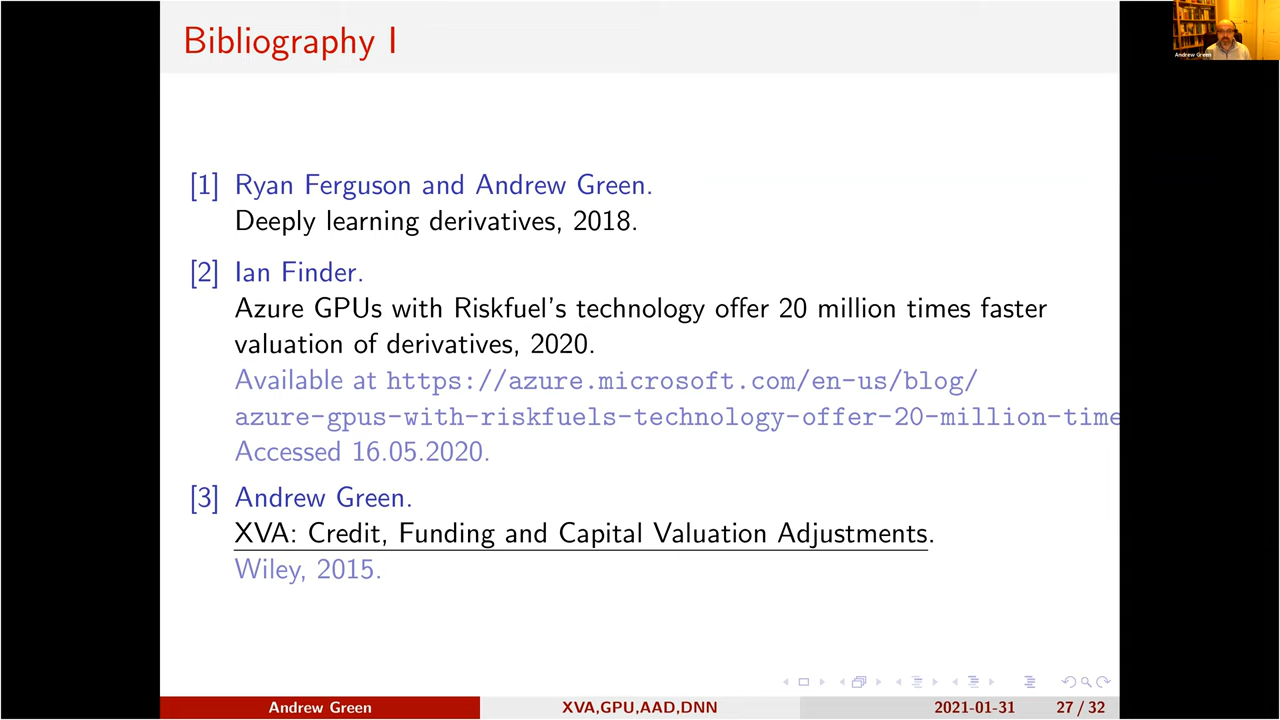 Bibliography I
Andrew Green
[1] Ryan Ferguson and Andrew Green.
Deeply learning derivatives, 2018.
[2] Ian Finder.
Azure GPUs with Riskfuel's technology offer 20 million times faster
valuation of derivatives, 2020.
Available at https://azure.microsoft.com/en-us/blog/
azure-gpus-with-riskfuels-technology-offer-20-million-time
Accessed 16.05.2020.
[3] Andrew Green.
XVA: Credit, Funding and Capital Valuation Adjustments.
Wiley, 2015.
Andrew Green XVA,GPU,AAD,DNN 2021-01-31 27 / 32